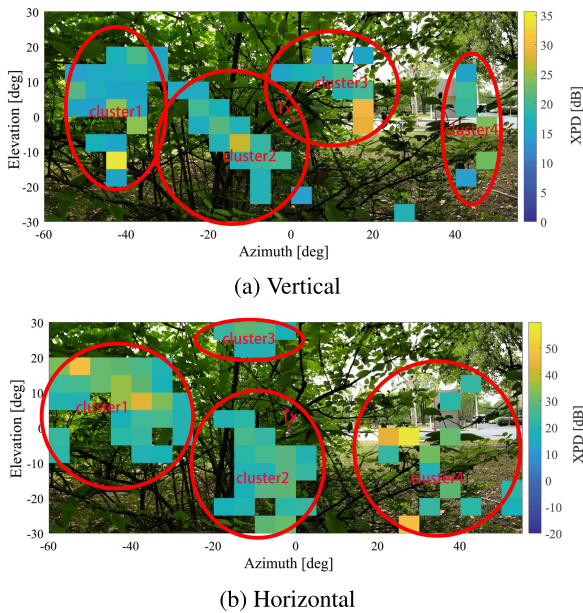 30
20
10
0
-10
-20
-30
Elevation [deg]
cluster1
cluster2
cluster3
cluster4
Tx
-60
-40
-20
0
20
40
Azimuth [deg]
35
30
25
20
15
10
5
0
XPD [dB]
(a) Vertical
30
20
10
0
-10
-20
-30
Elevation [deg]
cluster3
cluster1
Tx
cluster2
cluster4
-60
-40
-20
0
20
40
Azimuth [deg]
50
40
30
20
10
0
-10
-20
XPD [dB]
(b) Horizontal